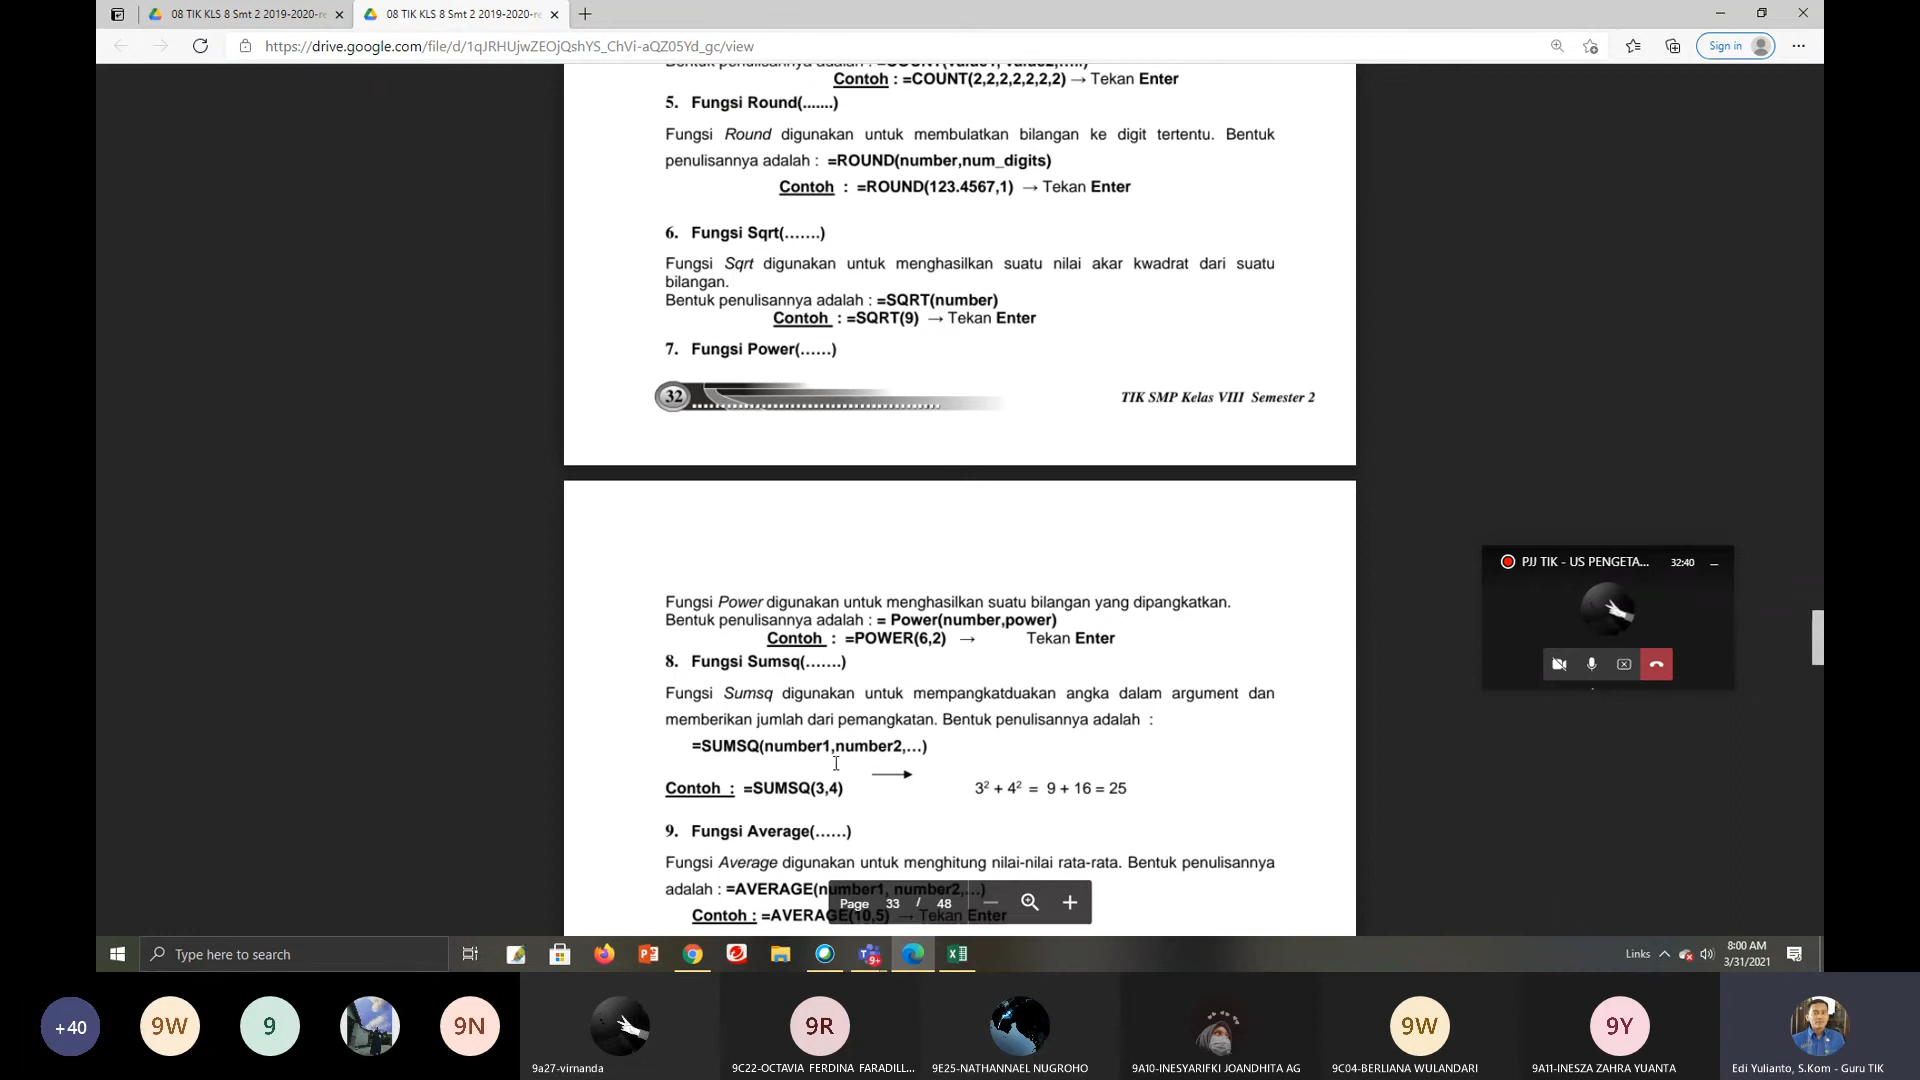 08 TIK KLS 8 Smt 2 2019-2020-re
08 TIK KLS 8 Smt 2 2019-2020-re
https://drive.google.com/file/d/1qJRHUjwZEOjQshYS_ChVi-aQZ05Yd_gc/view
Sign in
Bentuk penulisannya adalah : =COUNT(value1, value2,.....)
Contoh : =COUNT(2,2,2,2,2,2,2) → Tekan Enter
5. Fungsi Round(.......)
Fungsi Round digunakan untuk membulatkan bilangan ke digit tertentu. Bentuk
penulisannya adalah : =ROUND(number,num_digits)
Contoh : =ROUND(123.4567,1) → Tekan Enter
6. Fungsi Sqrt(…….)
Fungsi Sqrt digunakan untuk menghasilkan suatu nilai akar kwadrat dari suatu
bilangan.
Bentuk penulisannya adalah : =SQRT(number)
Contoh : =SQRT(9) → Tekan Enter
7. Fungsi Power(……)
32
TIK SMP Kelas VIII Semester 2
Fungsi Power digunakan untuk menghasilkan suatu bilangan yang dipangkatkan.
Bentuk penulisannya adalah : = Power(number,power)
Contoh : =POWER(6,2) → Tekan Enter
8. Fungsi Sumsq(…….)
Fungsi Sumsq digunakan untuk mempangkatduakan angka dalam argument dan
memberikan jumlah dari pemangkatan. Bentuk penulisannya adalah :
=SUMSQ(number1,number2,…)
Contoh : =SUMSQ(3,4) 3² + 4² = 9 + 16 = 25
9. Fungsi Average(……)
Fungsi Average digunakan untuk menghitung nilai-nilai rata-rata. Bentuk penulisannya
adalah : =AVERAGE(number1, number2,…)
Contoh : =AVERAGE(10,5) → Tekan Enter
Page 33 / 48
PJJ TIK - US PENGETA... 32:40
Type here to search
9+
Links
8:00 AM
3/31/2021
+40
9W
9
9N
9R
9W
9Y
9a27-virnanda
9C22-OCTAVIA FERDINA FARADILL...
9E25-NATHANNAEL NUGROHO
9A10-INESYARIFKI JOANDHITA AG
9C04-BERLIANA WULANDARI
9A11-INESZA ZAHRA YUANTA
Edi Yulianto, S.Kom - Guru TIK